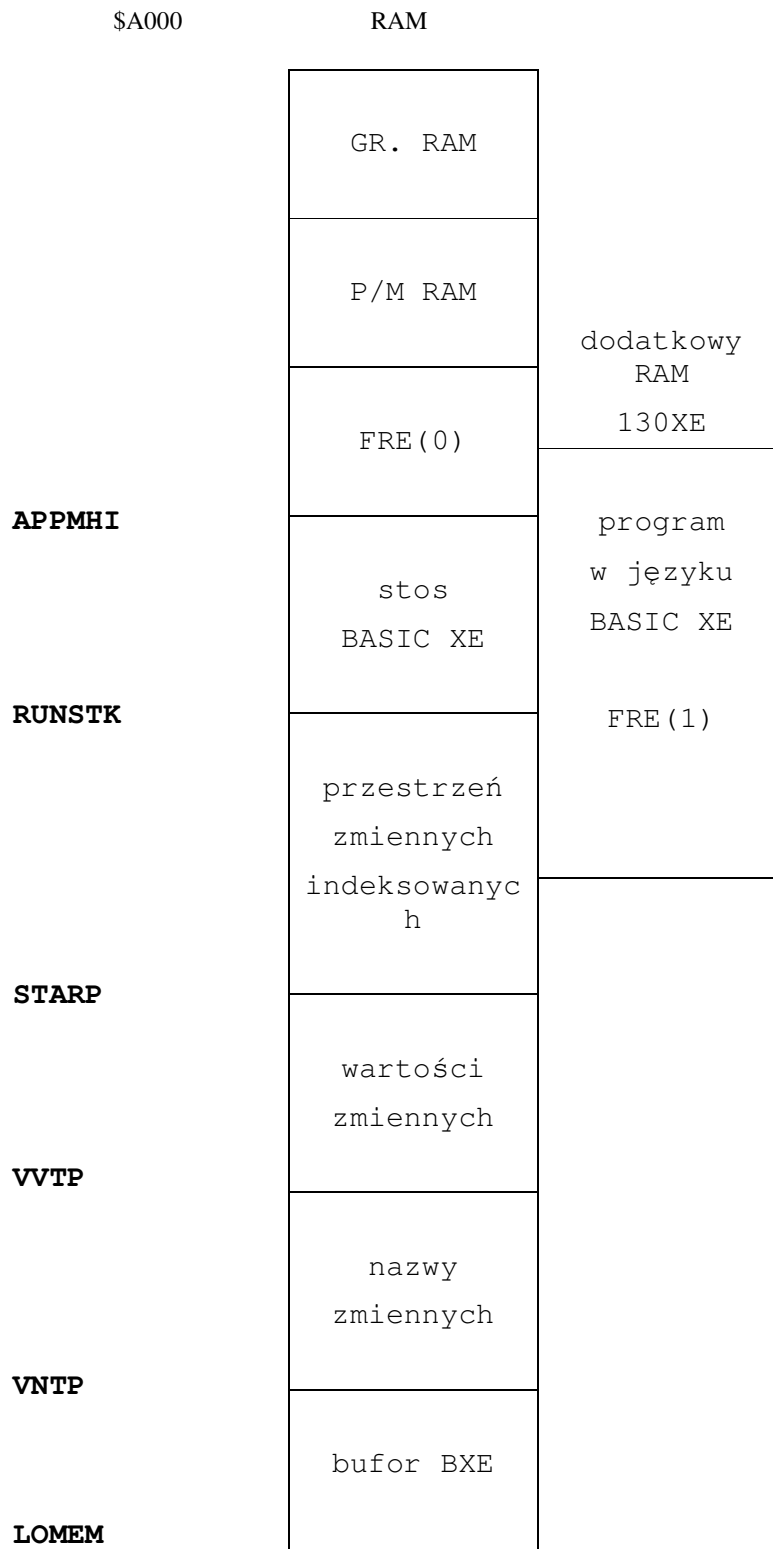 $A000 RAM
GR. RAM
P/M RAM
dodatkowy
RAM
130XE
FRE(0)
APPMHI
program
w języku
BASIC XE
stos
BASIC XE
RUNSTK
FRE(1)
przestrzeń
zmiennych
indeksowanyc
h
STARP
wartości
zmiennych
VVTP
nazwy
zmiennych
VNTP
bufor BXE
LOMEM